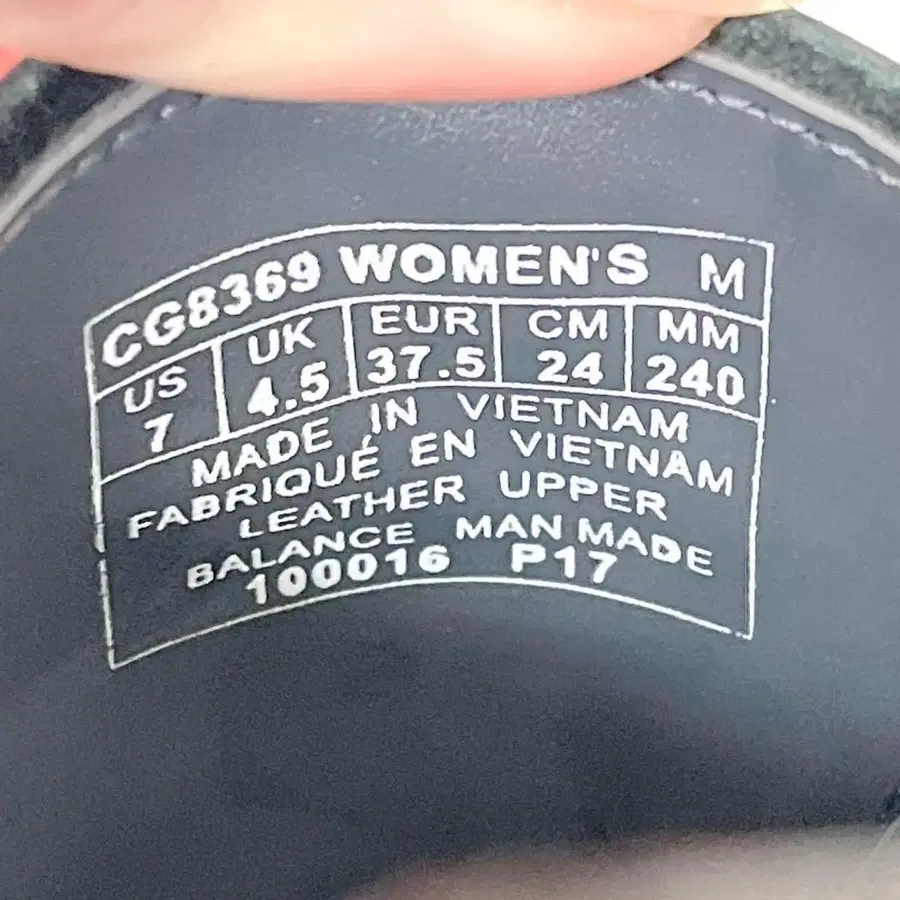 CG8369 WOMEN'S M
US UK EUR CM MM
7 4.5 37.5 24 240
MADE IN VIETNAM
FABRIQUÉ EN VIETNAM
LEATHER UPPER
BALANCE MAN MADE
100016 P17